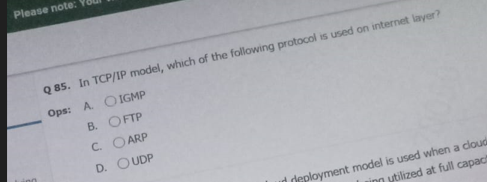 Please note: Your
Q 85. In TCP/IP model, which of the following protocol is used on internet layer?
Ops: A. IGMP
B. FTP
C. ARP
D. UDP
deployment model is used when a cloud
utilized at full capac